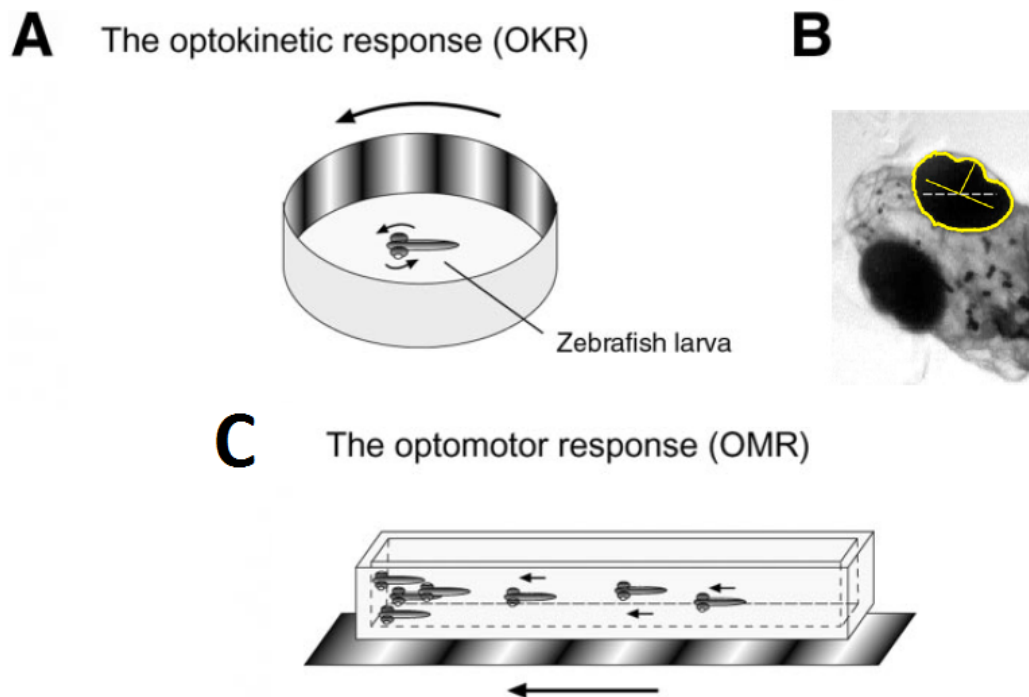 A The optokinetic response (OKR)
B
Zebrafish larva
C The optomotor response (OMR)